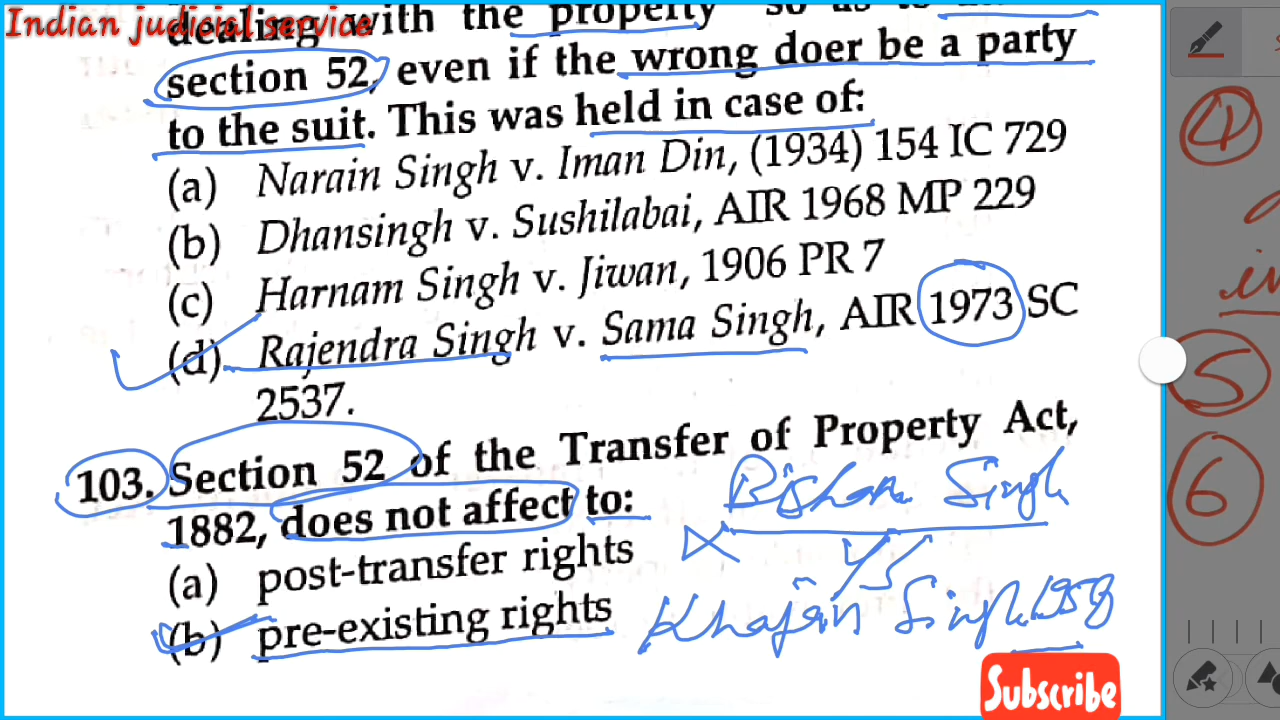 Indian judicial service
dealing with the property so as to
section 52, even if the wrong doer be a party
to the suit. This was held in case of:
(a) Narain Singh v. Iman Din, (1934) 154 IC 729
(b) Dhansingh v. Sushilabai, AIR 1968 MP 229
(c) Harnam Singh v. Jiwan, 1906 PR 7
(d) Rajendra Singh v. Sama Singh, AIR 1973 SC
2537.
103. Section 52 of the Transfer of Property Act,
1882, does not affect to:
(a) post-transfer rights
(b) pre-existing rights
Bishan Singh
v/s
Khajan Singh 1958
4
5
6
Subscribe